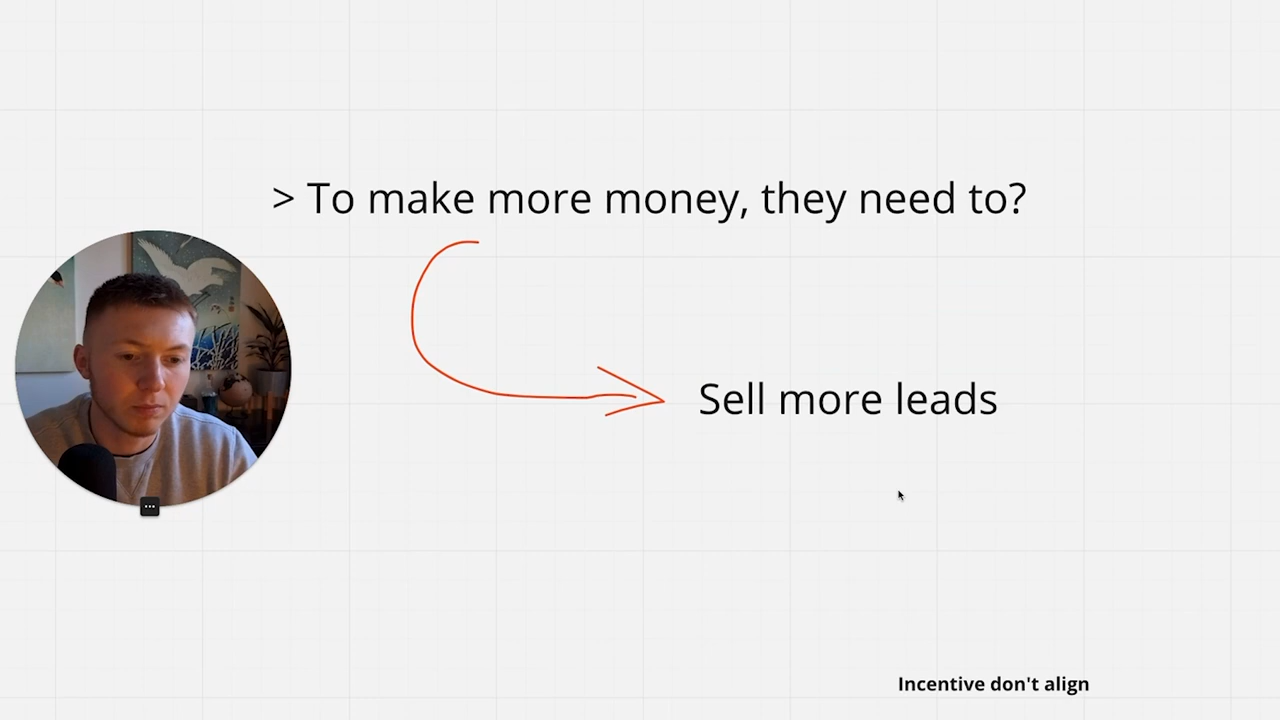 > To make more money, they need to?
Sell more leads
Incentive don't align